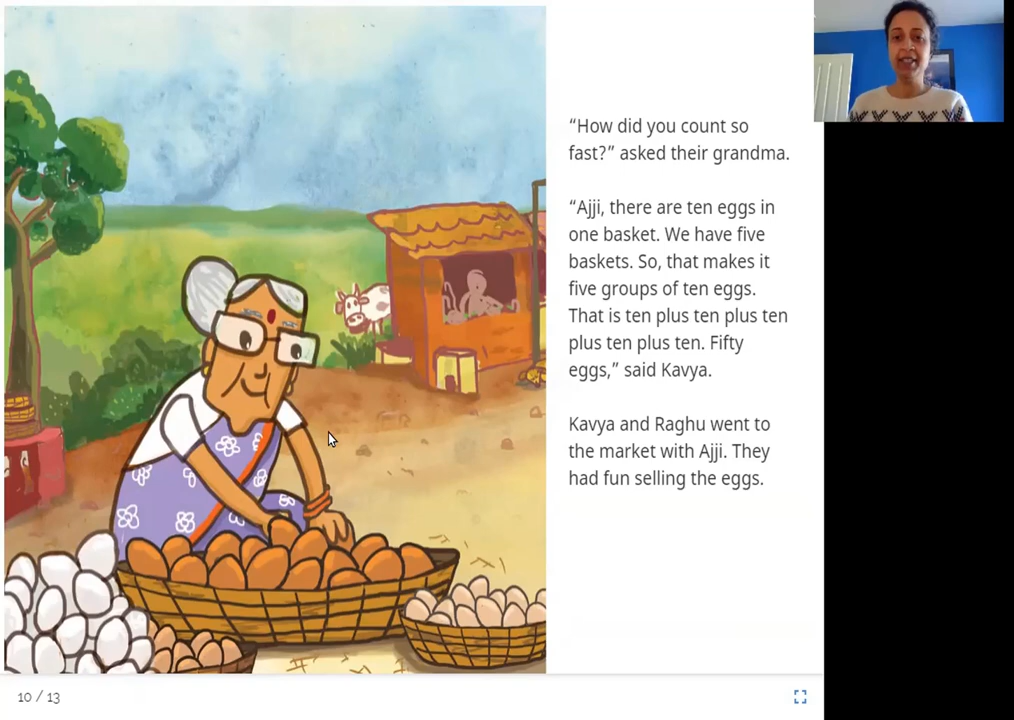 “How did you count so
fast?” asked their grandma.
“Ajji, there are ten eggs in
one basket. We have five
baskets. So, that makes it
five groups of ten eggs.
That is ten plus ten plus ten
plus ten plus ten. Fifty
eggs,” said Kavya.
Kavya and Raghu went to
the market with Ajji. They
had fun selling the eggs.
10 / 13